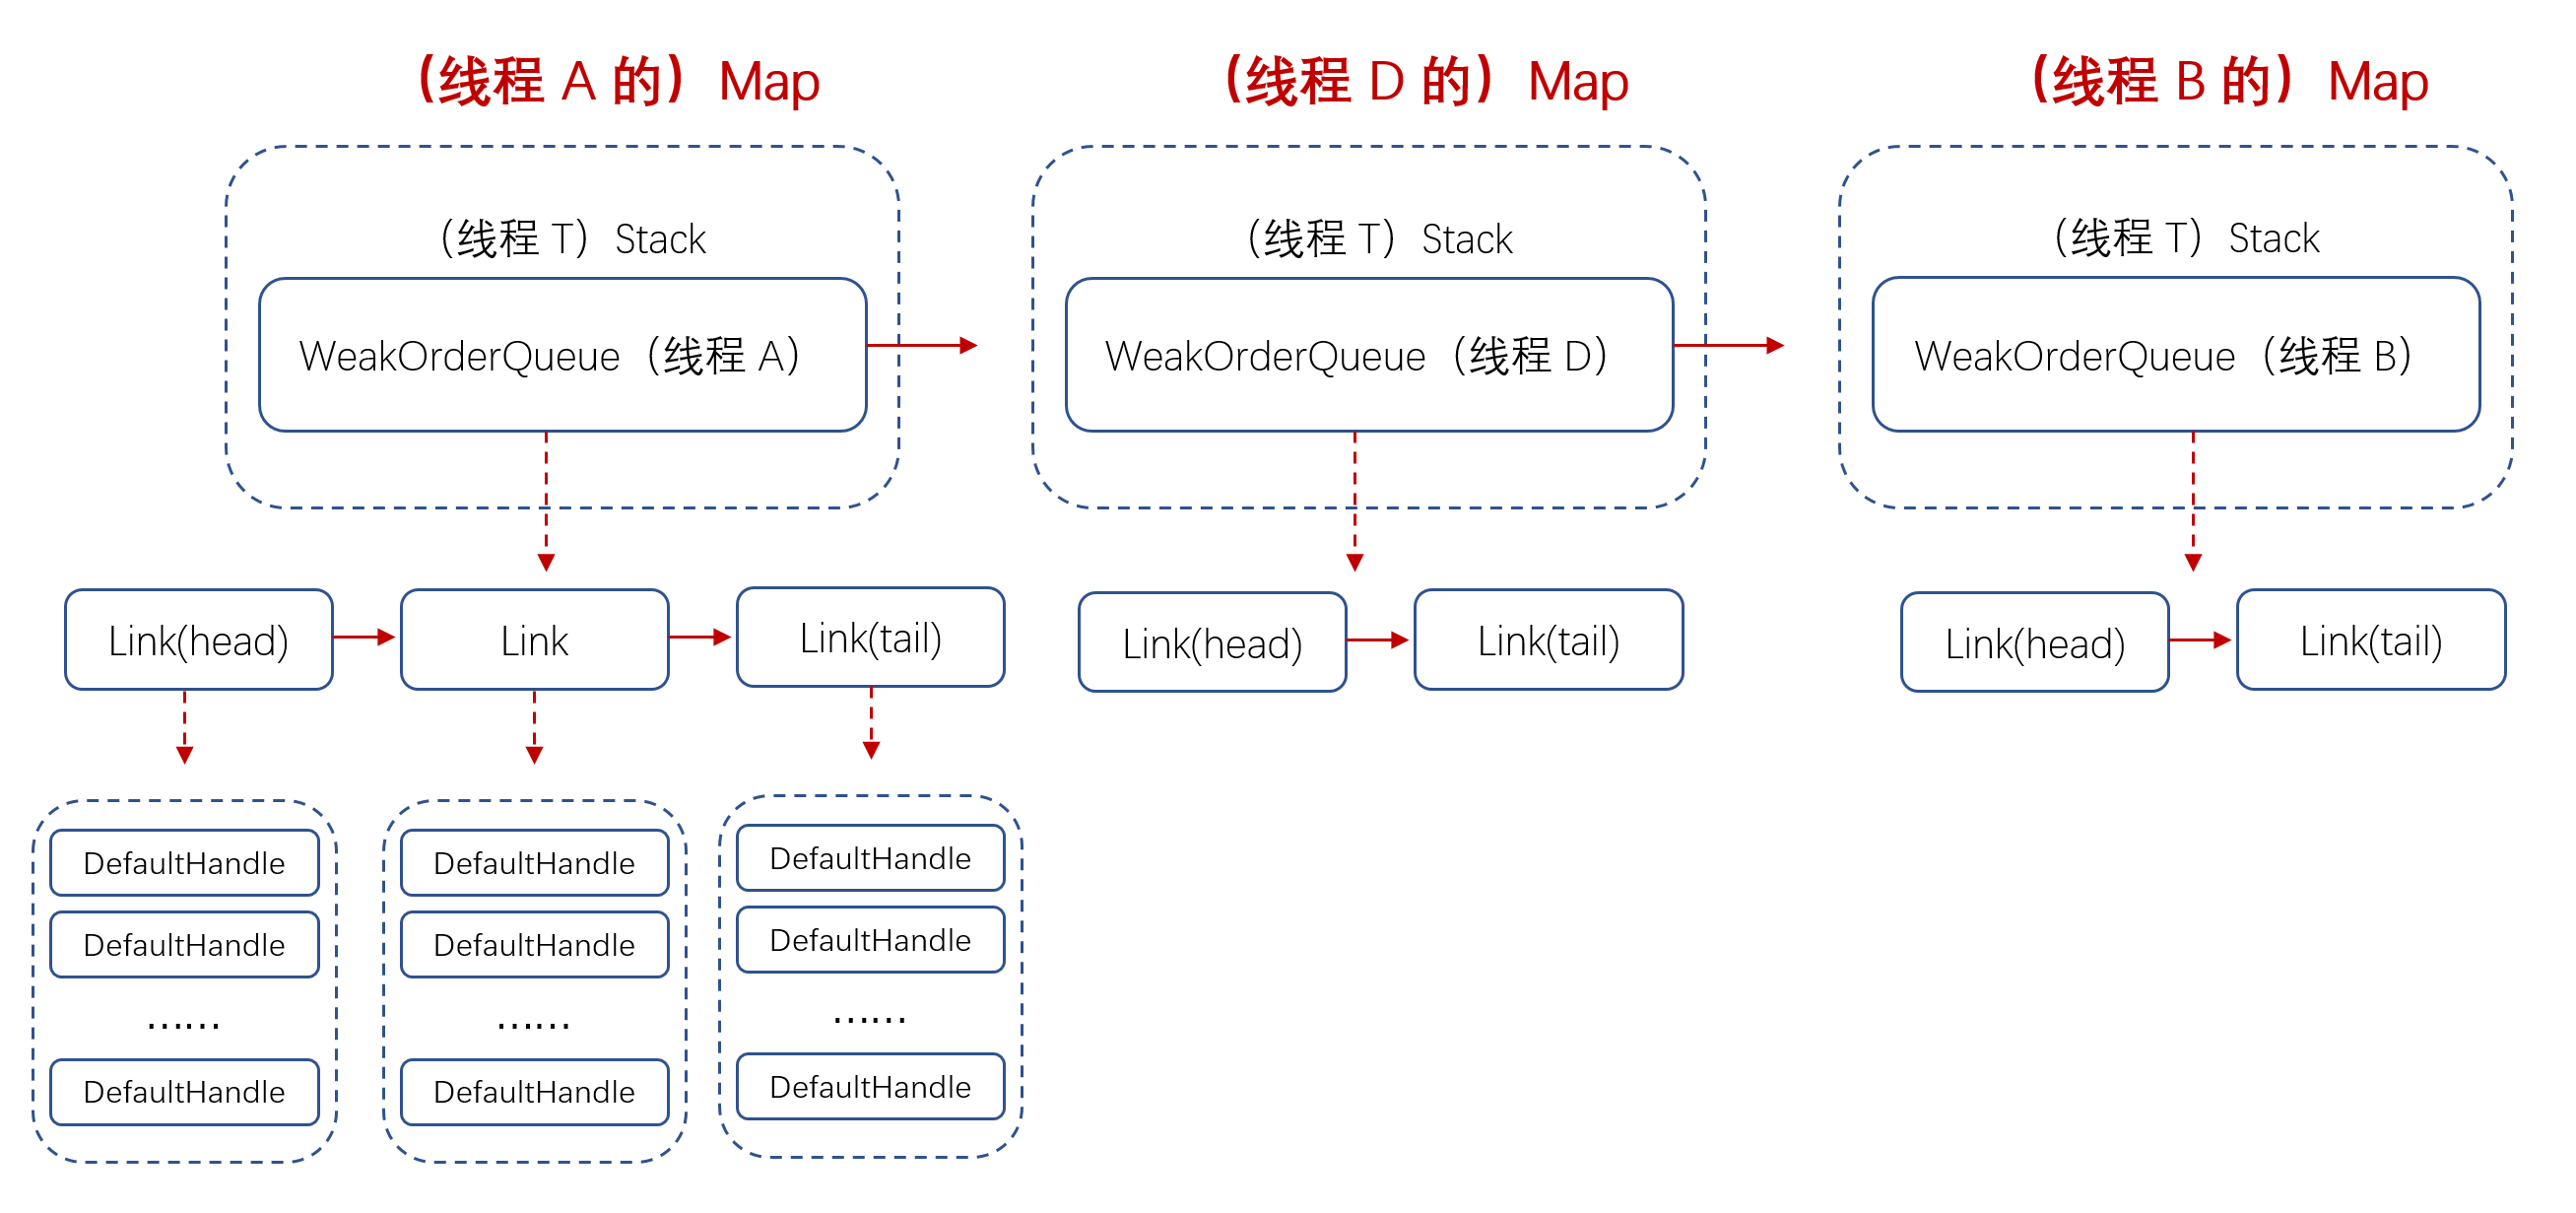 （线程 A 的）Map
（线程 D 的）Map
（线程 B 的）Map
（线程 T）Stack
（线程 T）Stack
（线程 T）Stack
WeakOrderQueue（线程 A）
WeakOrderQueue（线程 D）
WeakOrderQueue（线程 B）
Link(head)
Link
Link(tail)
Link(head)
Link(tail)
Link(head)
Link(tail)
DefaultHandle
DefaultHandle
……
DefaultHandle
DefaultHandle
DefaultHandle
……
DefaultHandle
DefaultHandle
DefaultHandle
……
DefaultHandle